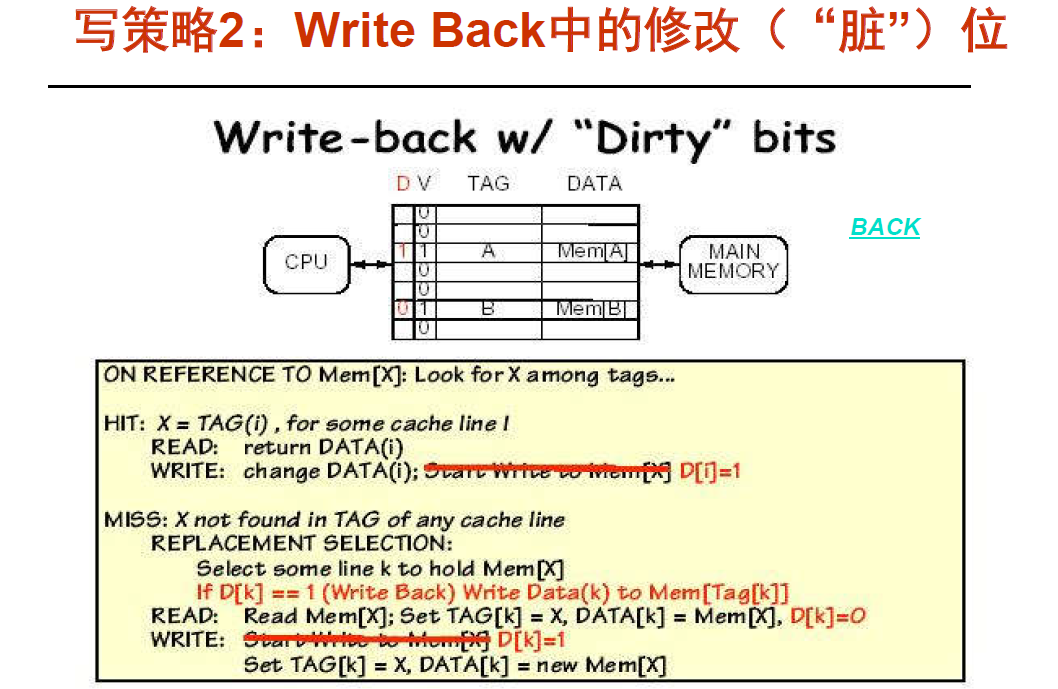 写策略2：Write Back中的修改（“脏”）位
Write-back w/ “Dirty” bits
D V TAG DATA
0
0
1 1 A Mem[A]
0
0
0 1 B Mem[B]
0
CPU
MAIN
MEMORY
BACK
ON REFERENCE TO Mem[X]: Look for X among tags...
HIT: X = TAG(i) , for some cache line I
READ: return DATA(i)
WRITE: change DATA(i); Start Write to Mem[X] D[i]=1
MISS: X not found in TAG of any cache line
REPLACEMENT SELECTION:
Select some line k to hold Mem[X]
If D[k] == 1 (Write Back) Write Data(k) to Mem[Tag[k]]
READ: Read Mem[X]; Set TAG[k] = X, DATA[k] = Mem[X], D[k]=0
WRITE: Start Write to Mem[X] D[k]=1
Set TAG[k] = X, DATA[k] = new Mem[X]